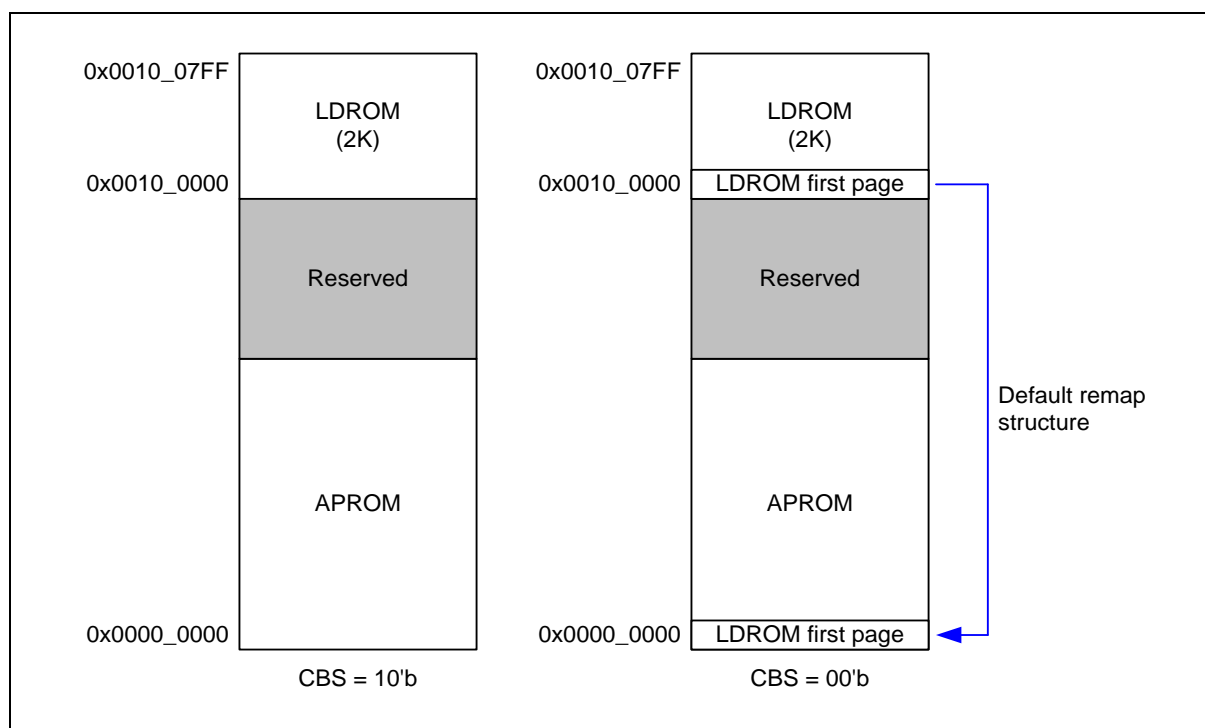 0x0010_07FF
LDROM
(2K)
0x0010_0000
Reserved
APROM
0x0000_0000
CBS = 10'b
0x0010_07FF
LDROM
(2K)
0x0010_0000
LDROM first page
Reserved
Default remap
structure
APROM
0x0000_0000
LDROM first page
CBS = 00'b